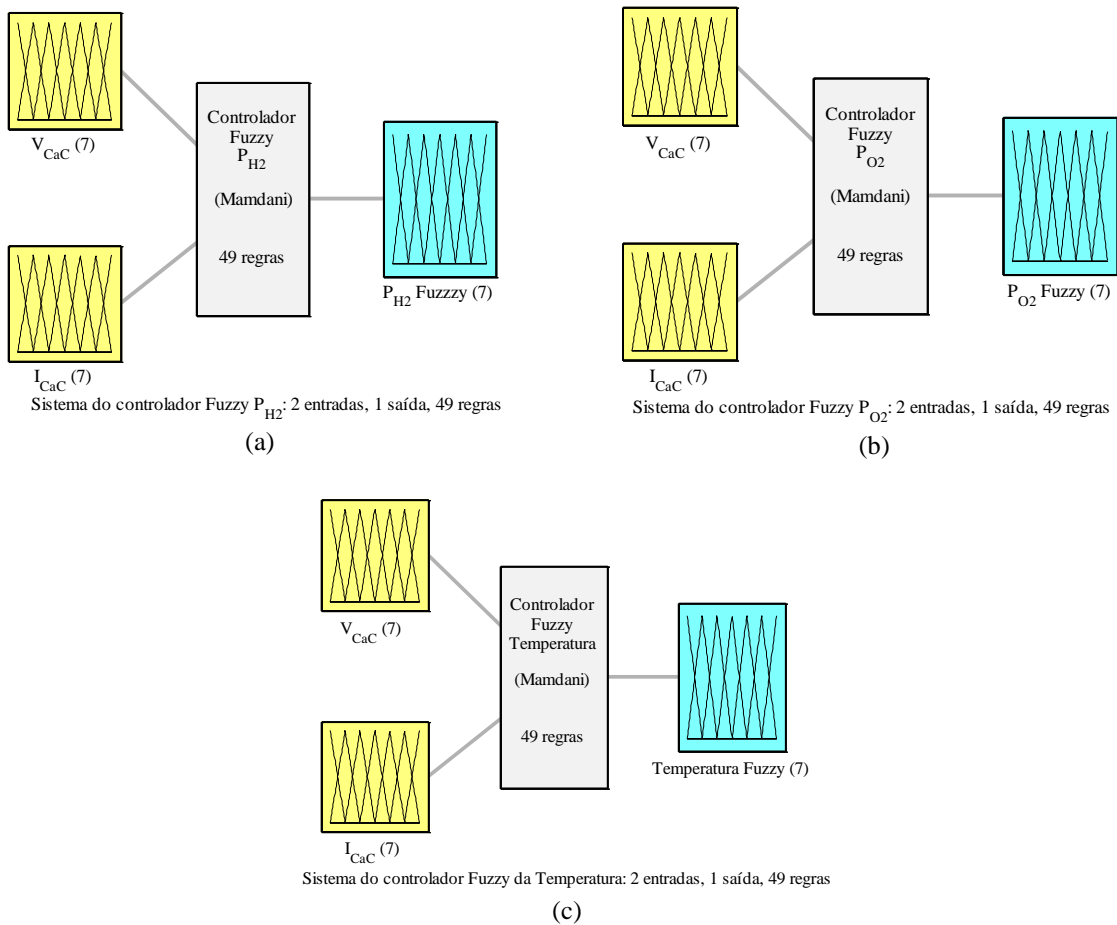 V_CaC (7)
I_CaC (7)
Controlador
Fuzzy
P_H2
(Mamdani)
49 regras
P_H2 Fuzzzy (7)
Sistema do controlador Fuzzy P_H2: 2 entradas, 1 saída, 49 regras
(a)
V_CaC (7)
I_CaC (7)
Controlador
Fuzzy
P_O2
(Mamdani)
49 regras
P_O2 Fuzzy (7)
Sistema do controlador Fuzzy P_O2: 2 entradas, 1 saída, 49 regras
(b)
V_CaC (7)
I_CaC (7)
Controlador
Fuzzy
Temperatura
(Mamdani)
49 regras
Temperatura Fuzzy (7)
Sistema do controlador Fuzzy da Temperatura: 2 entradas, 1 saída, 49 regras
(c)